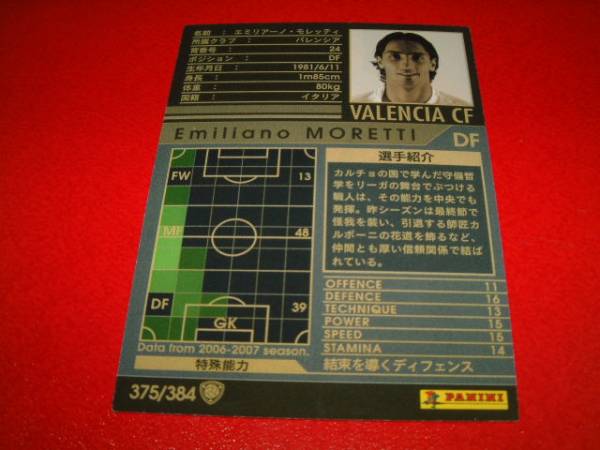 名前 : エミリアーノ・モレッティ
所属クラブ : バレンシア
背番号 : 24
ポジション : DF
生年月日 : 1981/6/11
身長 : 1m85cm
体重 : 80kg
国籍 : イタリア
VALENCIA CF
Emiliano MORETTI DF
FW 13
MF 48
DF 39
GK
Data from 2006-2007 season.
特殊能力
375/384
選手紹介
カルチョの国で学んだ守備哲
学をリーガの舞台でぶつける
職人は、その能力を中央でも
発揮。昨シーズンは最終節で
怪我を襲い、引退する師匠カ
ルボーニの花道を飾るなど、
仲間とも厚い信頼関係で結ば
れている。
OFFENCE 11
DEFENCE 16
TECHNIQUE 13
POWER 15
SPEED 15
STAMINA 14
結束を導くディフェンス
PANINI